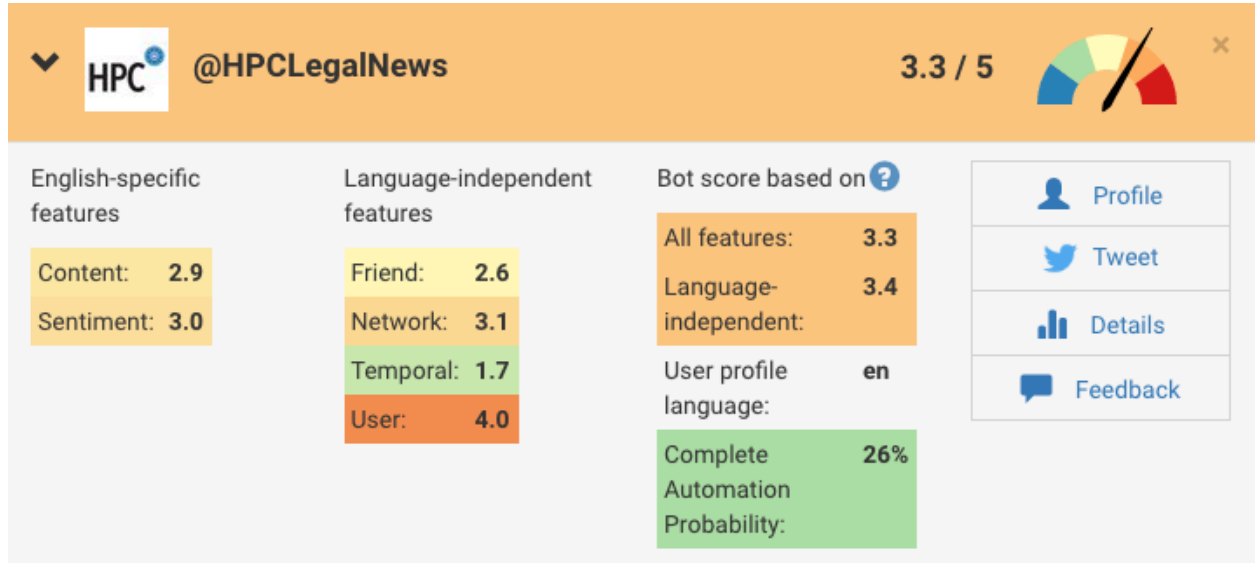 HPC
@HPCLegalNews
3.3 / 5
×
English-specific
features
Content: 2.9
Sentiment: 3.0
Language-independent
features
Friend: 2.6
Network: 3.1
Temporal: 1.7
User: 4.0
Bot score based on ?
All features: 3.3
Language- 3.4
independent:
User profile en
language:
Complete 26%
Automation
Probability:
Profile
Tweet
Details
Feedback